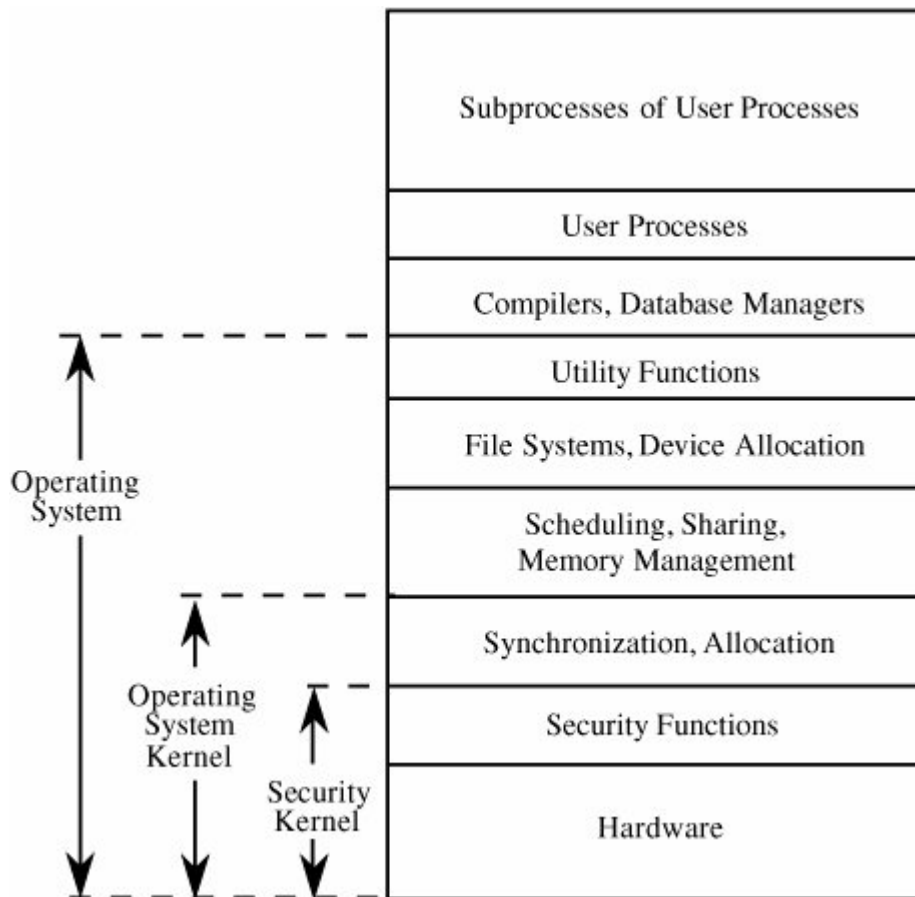 Subprocesses of User Processes
User Processes
Compilers, Database Managers
Utility Functions
File Systems, Device Allocation
Scheduling, Sharing,
Memory Management
Synchronization, Allocation
Security Functions
Hardware
Operating
System
Operating
System
Kernel
Security
Kernel